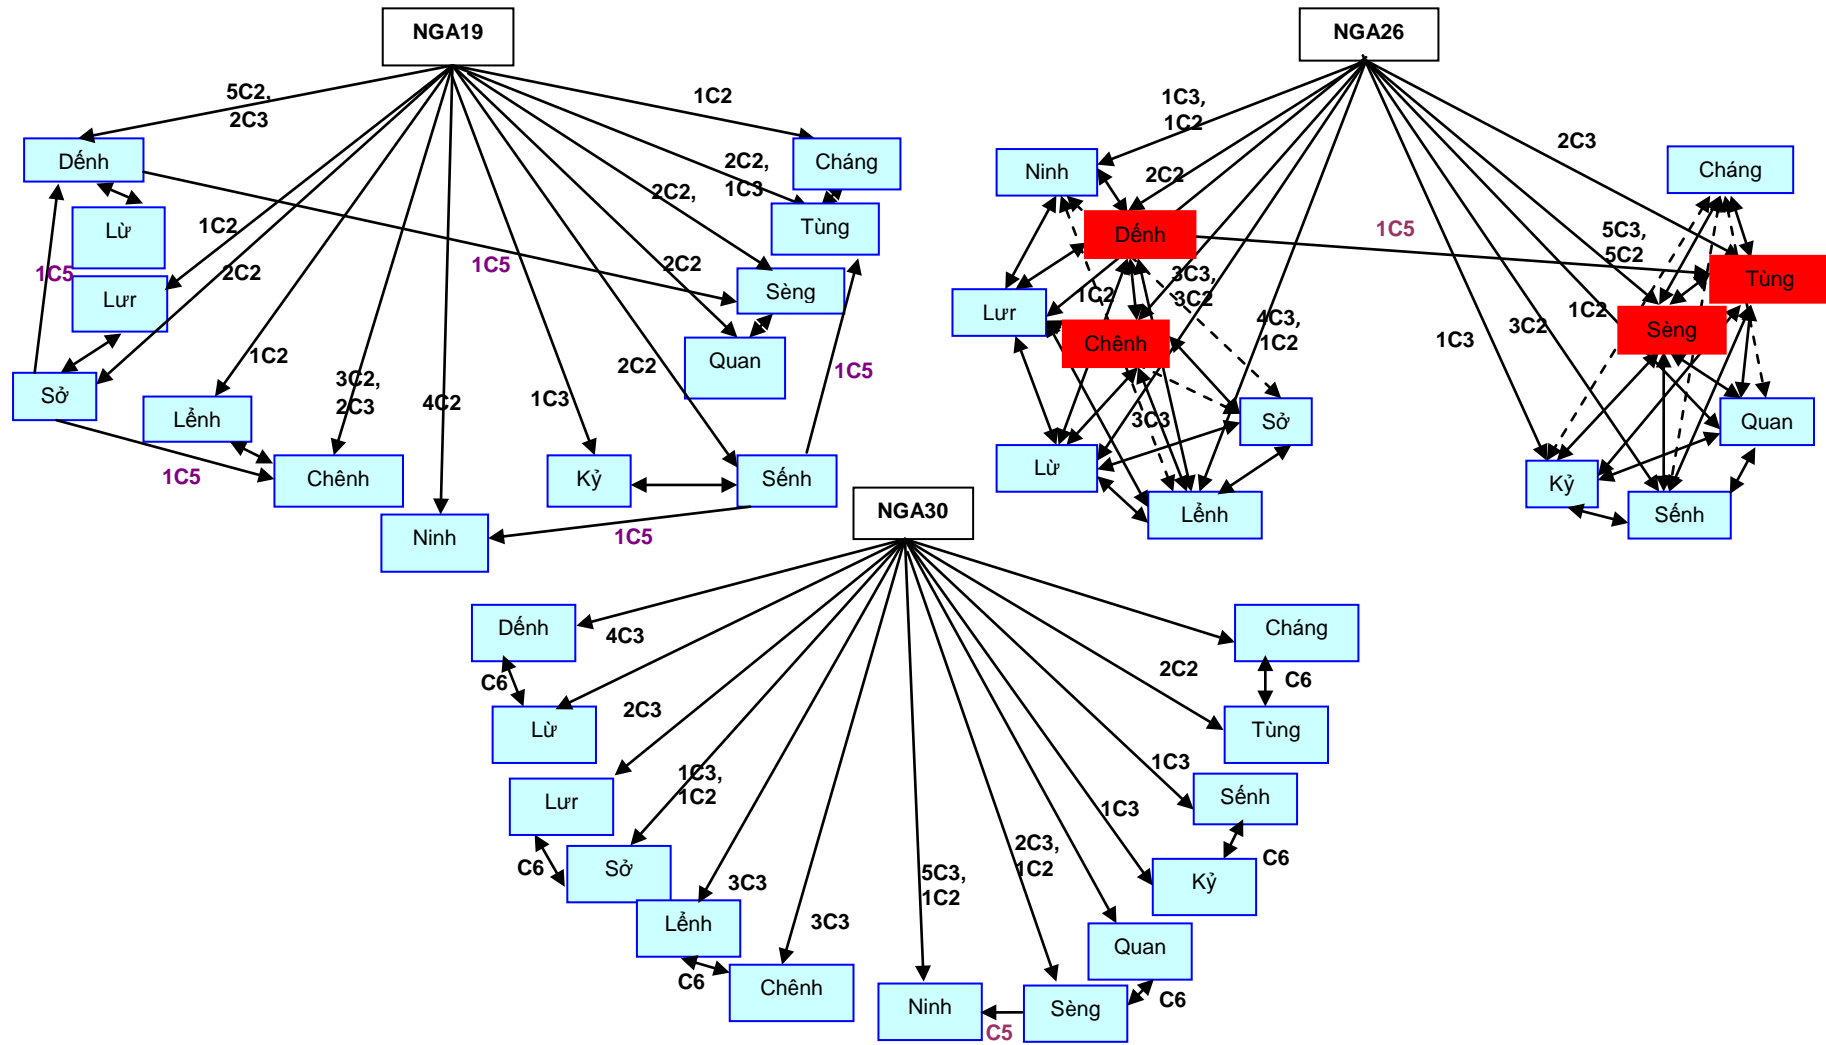 NGA19
NGA26
5C2,
2C3
1C2
1C3,
1C2
2C3
Dếnh
Cháng
2C2,
1C3
2C2,
Ninh
2C2
Cháng
Lừ
1C2
Tùng
Dếnh
1C5
5C3,
5C2
1C5
2C2
1C5
2C2
Tùng
Lưr
Sèng
3C3,
3C2
1C2
Lưr
Sèng
1C2
4C3,
1C2
3C2
1C3
Chênh
1C2
Quan
2C2
1C5
Sở
3C2,
2C3
4C2
1C3
Lểnh
3C3
Sở
Quan
1C5
Chênh
Kỷ
Sếnh
Lừ
Kỷ
Ninh
1C5
NGA30
Lểnh
Sếnh
Dếnh
4C3
Cháng
C6
2C2
C6
Lừ
2C3
Tùng
1C3,
1C2
1C3
Lưr
Sếnh
1C3
C6
Sở
2C3,
1C2
C6
5C3,
1C2
3C3
Kỷ
Lểnh
3C3
Quan
C6
Chênh
Ninh
Sèng
C6
C5